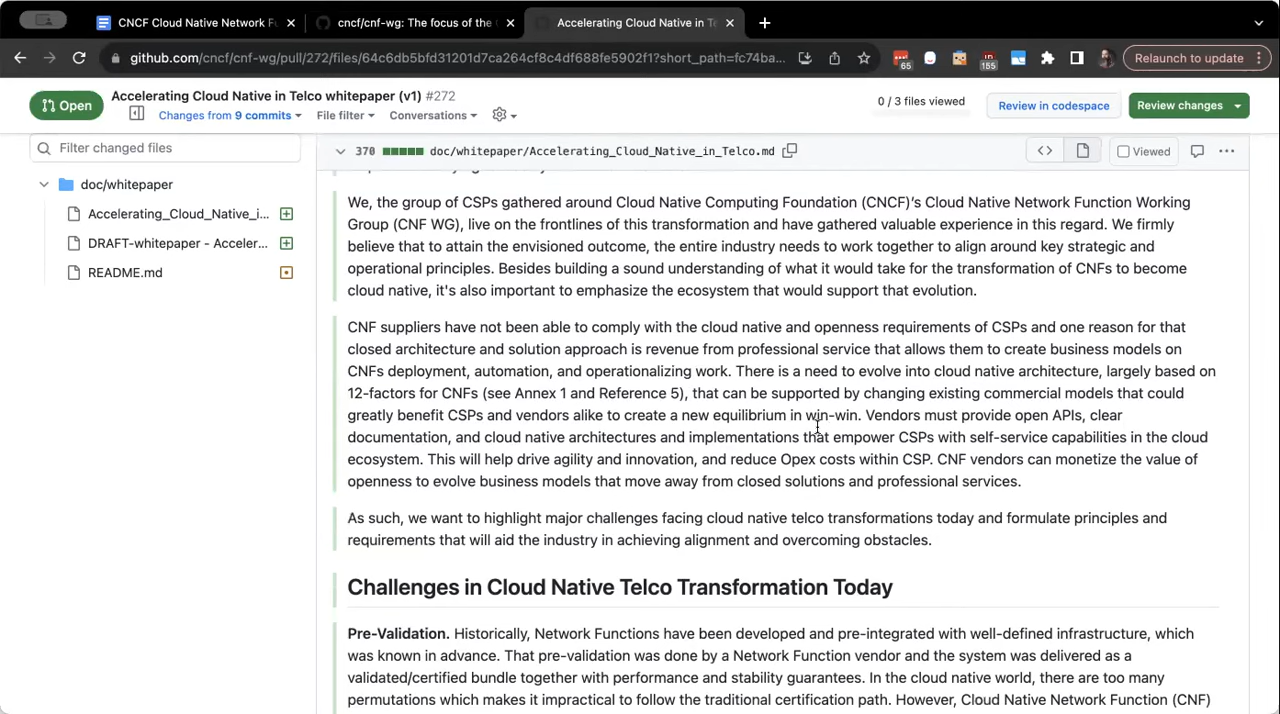 CNCF Cloud Native Network F
cncf/cnf-wg: The focus of the
Accelerating Cloud Native in Te
github.com/cncf/cnf-wg/pull/272/files/64c6db5bfd31201d7ca264cf8c4df688fe5902f1?short_path=fc74ba...
65
155
Relaunch to update
Open
Accelerating Cloud Native in Telco whitepaper (v1) #272
Changes from 9 commits
File filter
Conversations
0 / 3 files viewed
Review in codespace
Review changes
Filter changed files
370
doc/whitepaper/Accelerating_Cloud_Native_in_Telco.md
Viewed
doc/whitepaper
Accelerating_Cloud_Native_i...
DRAFT-whitepaper - Acceler...
README.md
We, the group of CSPs gathered around Cloud Native Computing Foundation (CNCF)'s Cloud Native Network Function Working
Group (CNF WG), live on the frontlines of this transformation and have gathered valuable experience in this regard. We firmly
believe that to attain the envisioned outcome, the entire industry needs to work together to align around key strategic and
operational principles. Besides building a sound understanding of what it would take for the transformation of CNFs to become
cloud native, it's also important to emphasize the ecosystem that would support that evolution.
CNF suppliers have not been able to comply with the cloud native and openness requirements of CSPs and one reason for that
closed architecture and solution approach is revenue from professional service that allows them to create business models on
CNFs deployment, automation, and operationalizing work. There is a need to evolve into cloud native architecture, largely based on
12-factors for CNFs (see Annex 1 and Reference 5), that can be supported by changing existing commercial models that could
greatly benefit CSPs and vendors alike to create a new equilibrium in win-win. Vendors must provide open APIs, clear
documentation, and cloud native architectures and implementations that empower CSPs with self-service capabilities in the cloud
ecosystem. This will help drive agility and innovation, and reduce Opex costs within CSP. CNF vendors can monetize the value of
openness to evolve business models that move away from closed solutions and professional services.
As such, we want to highlight major challenges facing cloud native telco transformations today and formulate principles and
requirements that will aid the industry in achieving alignment and overcoming obstacles.
Challenges in Cloud Native Telco Transformation Today
Pre-Validation. Historically, Network Functions have been developed and pre-integrated with well-defined infrastructure, which
was known in advance. That pre-validation was done by a Network Function vendor and the system was delivered as a
validated/certified bundle together with performance and stability guarantees. In the cloud native world, there are too many
permutations which makes it impractical to follow the traditional certification path. However, Cloud Native Network Function (CNF)